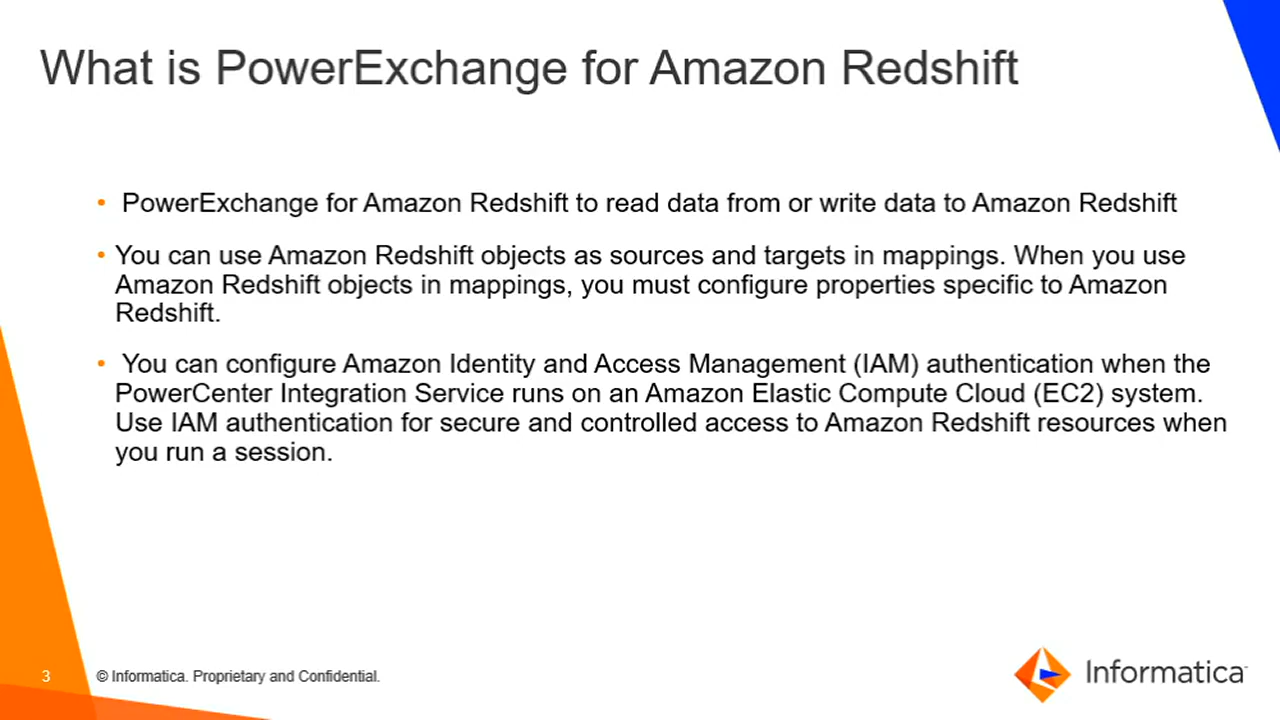 What is PowerExchange for Amazon Redshift
• PowerExchange for Amazon Redshift to read data from or write data to Amazon Redshift
• You can use Amazon Redshift objects as sources and targets in mappings. When you use
Amazon Redshift objects in mappings, you must configure properties specific to Amazon
Redshift.
• You can configure Amazon Identity and Access Management (IAM) authentication when the
PowerCenter Integration Service runs on an Amazon Elastic Compute Cloud (EC2) system.
Use IAM authentication for secure and controlled access to Amazon Redshift resources when
you run a session.
3 © Informatica. Proprietary and Confidential.
Informatica